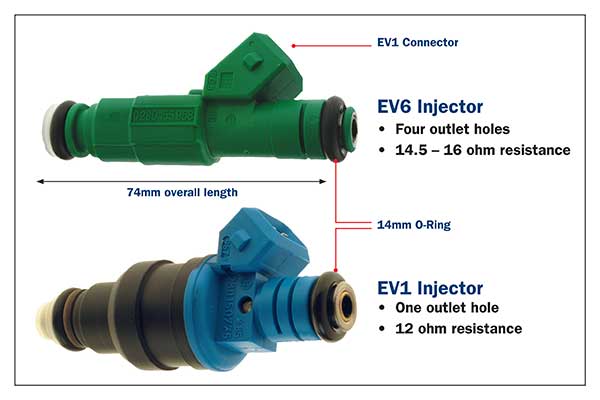 EV1 Connector
EV6 Injector
• Four outlet holes
• 14.5 – 16 ohm resistance
74mm overall length
14mm O-Ring
EV1 Injector
• One outlet hole
• 12 ohm resistance